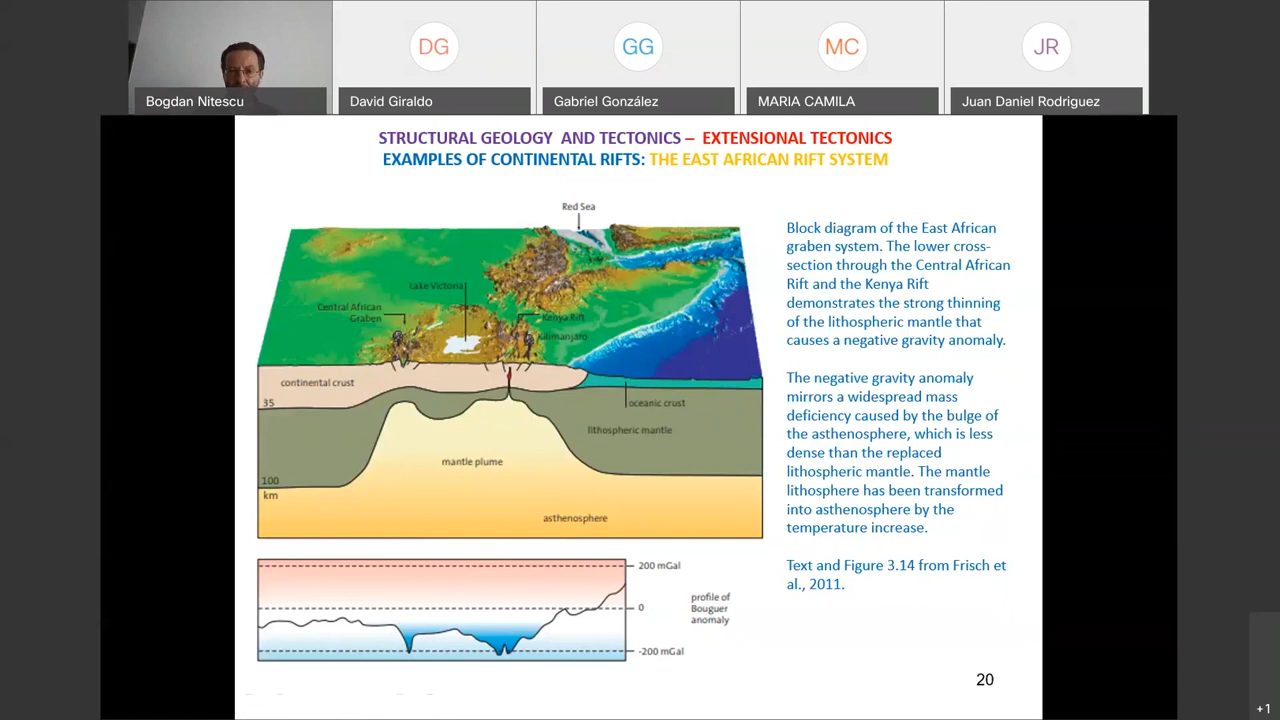 DG
GG
MC
JR
Bogdan Nitescu
David Giraldo
Gabriel González
MARIA CAMILA
Juan Daniel Rodriguez
STRUCTURAL GEOLOGY AND TECTONICS – EXTENSIONAL TECTONICS
EXAMPLES OF CONTINENTAL RIFTS: THE EAST AFRICAN RIFT SYSTEM
Red Sea
Lake Victoria
Central African
Graben
Kenya Rift
Kilimanjaro
continental crust
35
oceanic crust
lithospheric mantle
mantle plume
100
km
asthenosphere
200 mGal
0
-200 mGal
profile of
Bouguer
anomaly
Block diagram of the East African
graben system. The lower cross-
section through the Central African
Rift and the Kenya Rift
demonstrates the strong thinning
of the lithospheric mantle that
causes a negative gravity anomaly.
The negative gravity anomaly
mirrors a widespread mass
deficiency caused by the bulge of
the asthenosphere, which is less
dense than the replaced
lithospheric mantle. The mantle
lithosphere has been transformed
into asthenosphere by the
temperature increase.
Text and Figure 3.14 from Frisch et
al., 2011.
20
+1